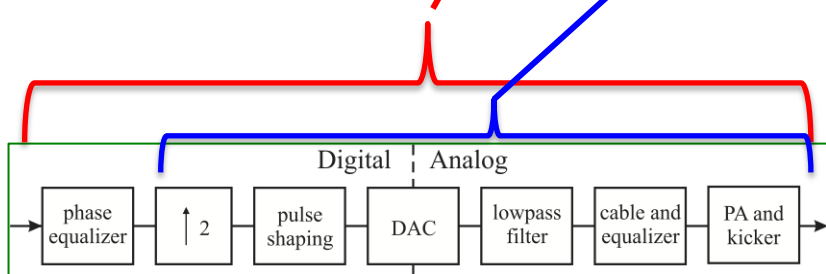 Digital Analog
phase
equalizer
↑ 2
pulse
shaping
DAC
lowpass
filter
cable and
equalizer
PA and
kicker